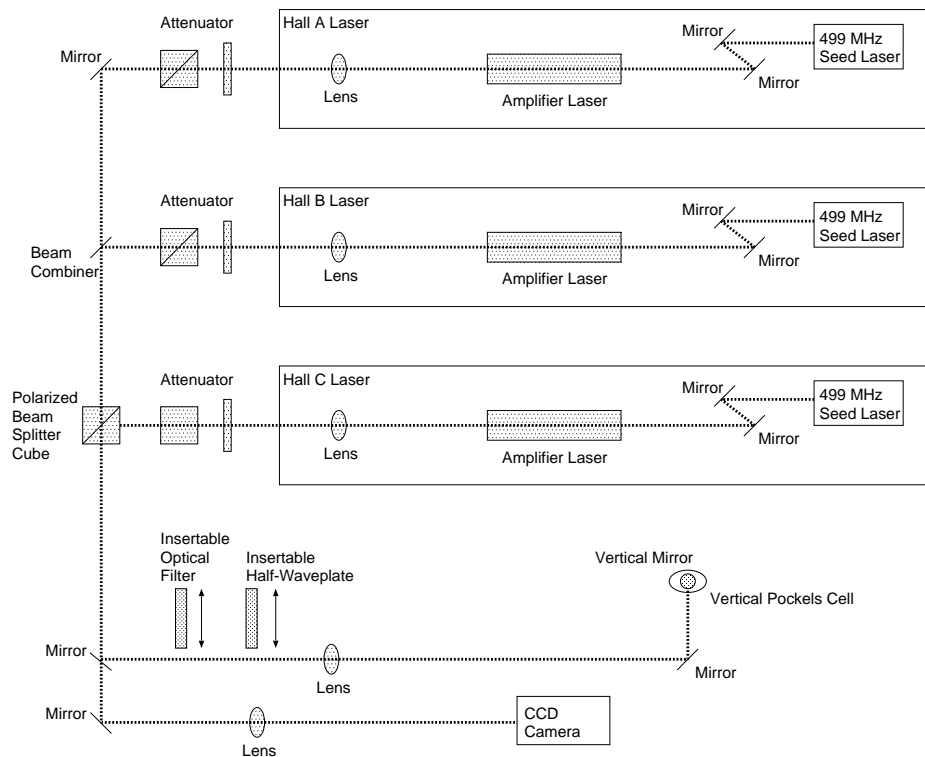 Attenuator
Hall A Laser
Mirror
499 MHz
Seed Laser
Mirror
Mirror
Lens
Amplifier Laser
Attenuator
Hall B Laser
Mirror
499 MHz
Seed Laser
Beam
Combiner
Mirror
Lens
Amplifier Laser
Polarized
Beam
Splitter
Cube
Attenuator
Hall C Laser
Mirror
499 MHz
Seed Laser
Mirror
Lens
Amplifier Laser
Insertable
Optical
Filter
Insertable
Half-Waveplate
Vertical Mirror
Vertical Pockels Cell
Mirror
Lens
Mirror
Mirror
Lens
CCD
Camera